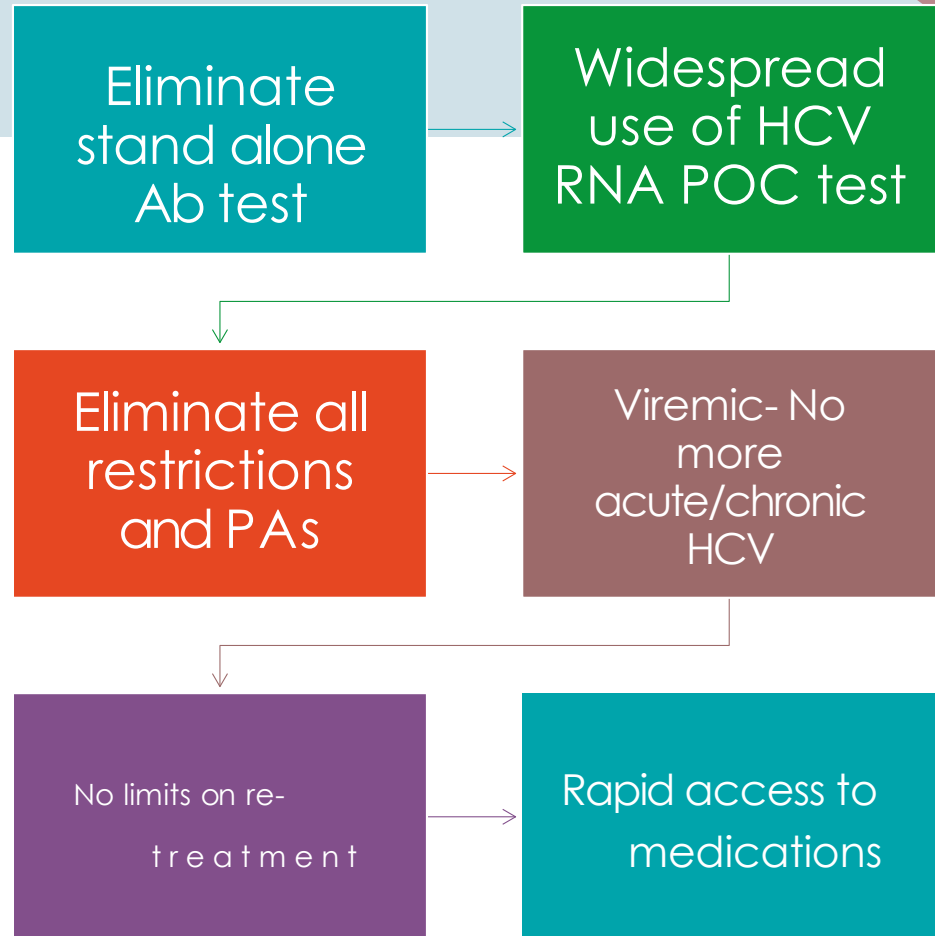 Eliminate
stand alone
Ab test
Widespread
use of HCV
RNA POC test
Eliminate all
restrictions
and PAs
Viremic- No
more
acute/chronic
HCV
No limits on re-
treatment
Rapid access to
medications